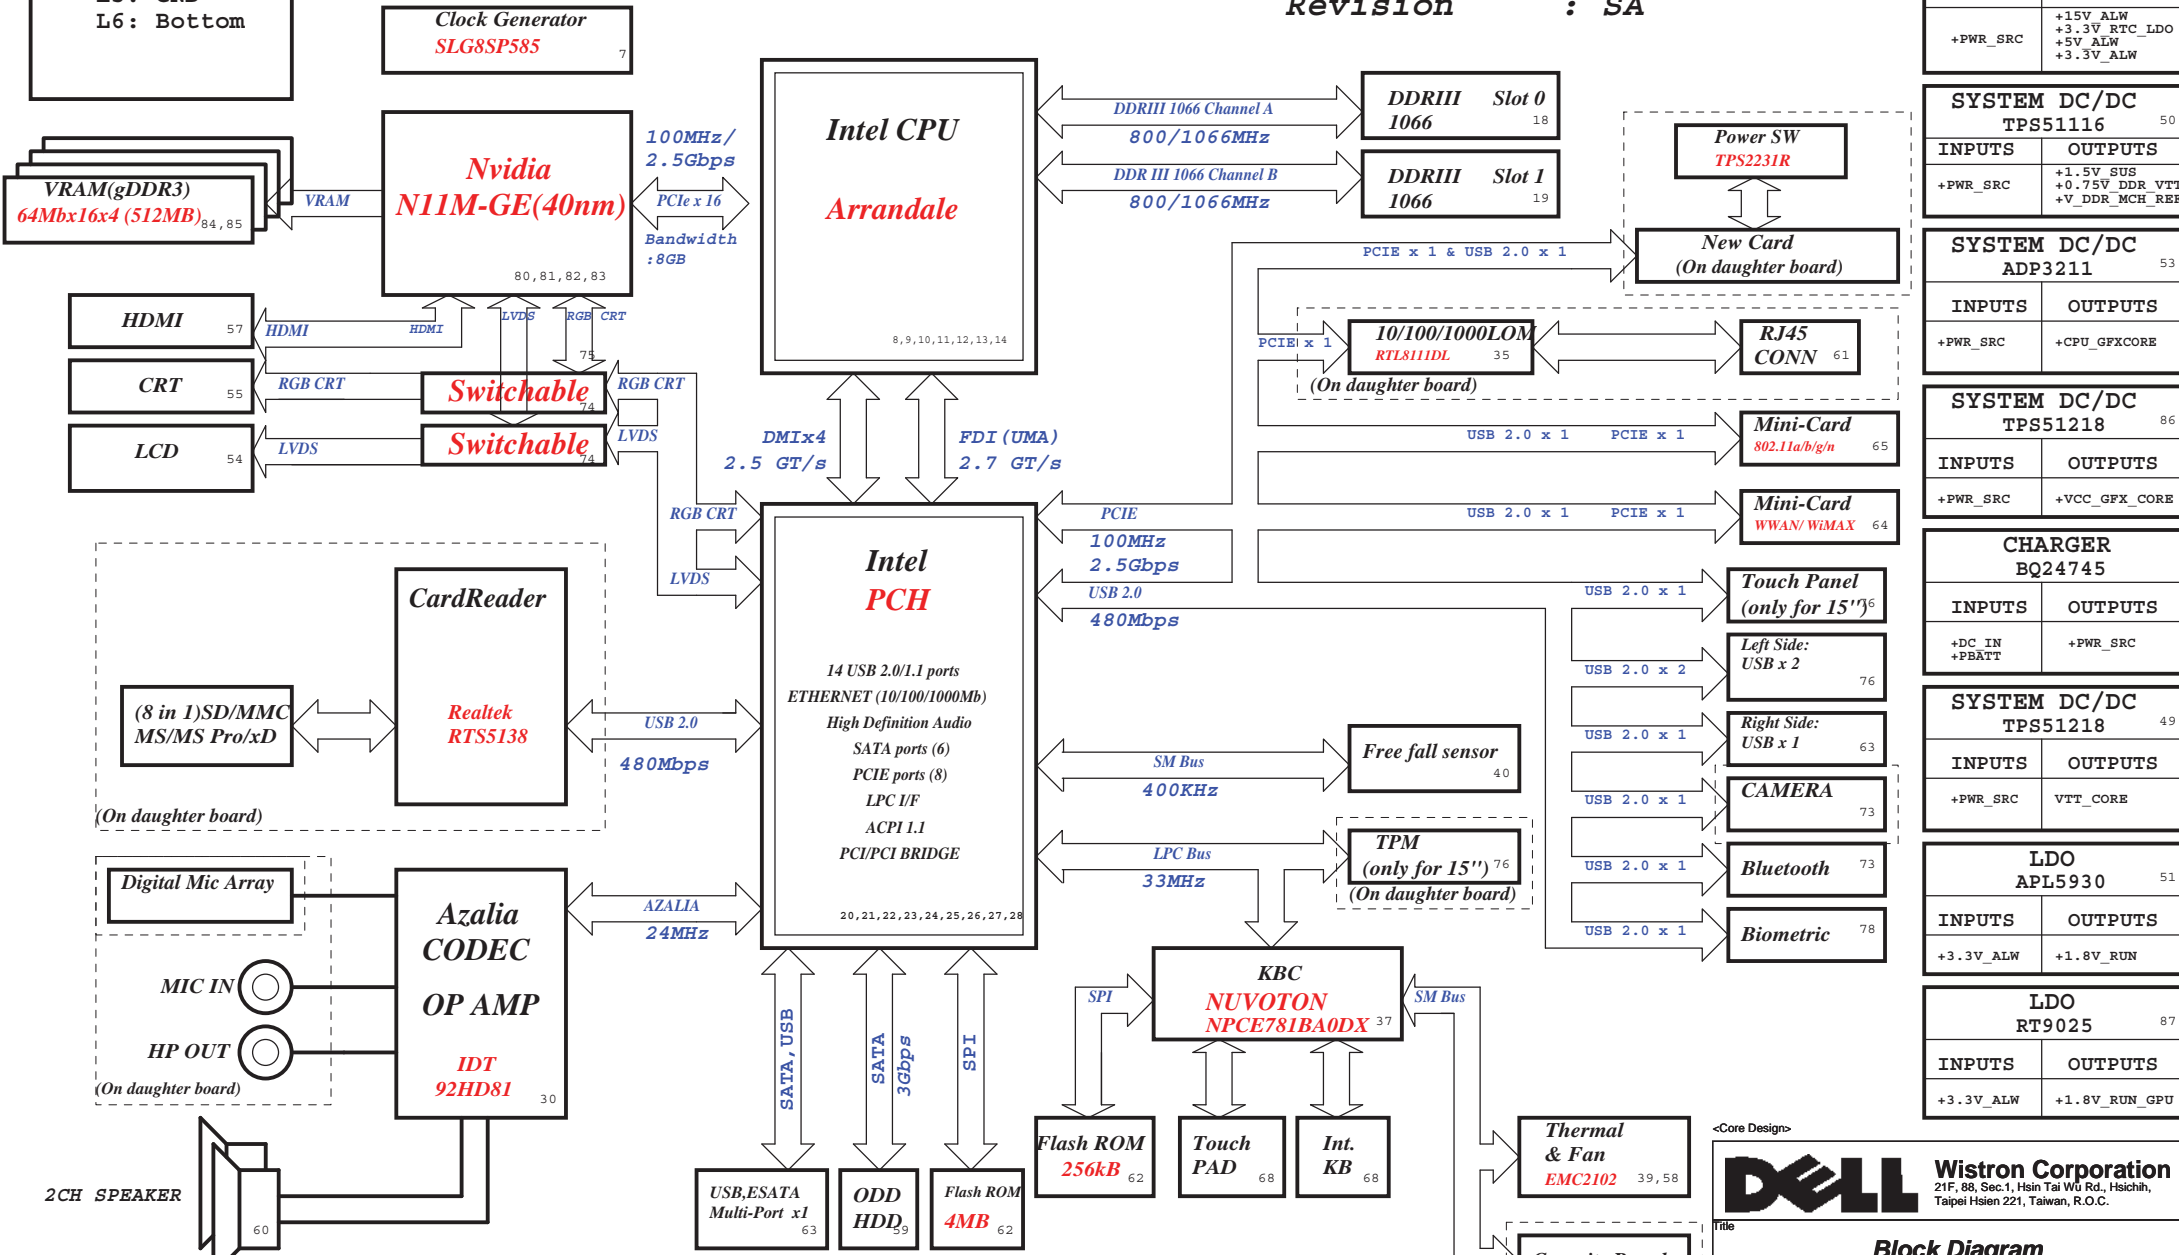 L6: Bottom
Revision : SA
Clock Generator
SLG8SP585
7
Intel CPU
Arrandale
8,9,10,11,12,13,14
Nvidia
N11M-GE(40nm)
80,81,82,83
VRAM(gDDR3)
64Mbx16x4 (512MB)
84,85
VRAM
100MHz/
2.5Gbps
PCIe x 16
Bandwidth
:8GB
DDRIII 1066 Channel A
800/1066MHz
DDR III 1066 Channel B
800/1066MHz
DDRIII Slot 0
1066
18
DDRIII Slot 1
1066
19
Power SW
TPS2231R
New Card
(On daughter board)
PCIE x 1 & USB 2.0 x 1
PCIE x 1
10/100/1000LOM
RTL8111DL
35
RJ45
CONN
61
(On daughter board)
HDMI
57
HDMI
HDMI
LVDS
RGB CRT
75
CRT
55
RGB CRT
Switchable
74
RGB CRT
LCD
54
LVDS
Switchable
74
LVDS
DMIx4
2.5 GT/s
FDI(UMA)
2.7 GT/s
USB 2.0 x 1 PCIE x 1
Mini-Card
802.11a/b/g/n
65
USB 2.0 x 1 PCIE x 1
Mini-Card
WWAN/ WiMAX
64
RGB CRT
LVDS
PCIE
100MHz
2.5Gbps
USB 2.0
480Mbps
Intel
PCH
14 USB 2.0/1.1 ports
ETHERNET (10/100/1000Mb)
High Definition Audio
SATA ports (6)
PCIE ports (8)
LPC I/F
ACPI 1.1
PCI/PCI BRIDGE
20,21,22,23,24,25,26,27,28
CardReader
Realtek
RTS5138
(8 in 1)SD/MMC
MS/MS Pro/xD
(On daughter board)
USB 2.0
480Mbps
USB 2.0 x 1
Touch Panel
(only for 15'')
76
USB 2.0 x 2
Left Side:
USB x 2
76
USB 2.0 x 1
Right Side:
USB x 1
63
USB 2.0 x 1
CAMERA
73
USB 2.0 x 1
Bluetooth
73
USB 2.0 x 1
Biometric
78
SM Bus
400KHz
Free fall sensor
40
LPC Bus
33MHz
TPM
(only for 15'')
76
(On daughter board)
Digital Mic Array
MIC IN
HP OUT
(On daughter board)
Azalia
CODEC
OP AMP
IDT
92HD81
30
AZALIA
24MHz
2CH SPEAKER
60
SATA,USB
SATA
3Gbps
SPI
USB,ESATA
Multi-Port x1
63
ODD
HDD
59
Flash ROM
4MB
62
KBC
NUVOTON
NPCE781BA0DX
37
SPI
SM Bus
Flash ROM
256kB
62
Touch
PAD
68
Int.
KB
68
Thermal
& Fan
EMC2102
39,58
+PWR_SRC
+15V_ALW
+3.3V_RTC_LDO
+5V_ALW
+3.3V_ALW
SYSTEM DC/DC
TPS51116
50
INPUTS OUTPUTS
+PWR_SRC
+1.5V_SUS
+0.75V_DDR_VTT
+V_DDR_MCH_REF
SYSTEM DC/DC
ADP3211
53
INPUTS OUTPUTS
+PWR_SRC +CPU_GFXCORE
SYSTEM DC/DC
TPS51218
86
INPUTS OUTPUTS
+PWR_SRC +VCC_GFX_CORE
CHARGER
BQ24745
INPUTS OUTPUTS
+DC_IN
+PBATT
+PWR_SRC
SYSTEM DC/DC
TPS51218
49
INPUTS OUTPUTS
+PWR_SRC VTT_CORE
LDO
APL5930
51
INPUTS OUTPUTS
+3.3V_ALW +1.8V_RUN
LDO
RT9025
87
INPUTS OUTPUTS
+3.3V_ALW +1.8V_RUN_GPU
<Core Design>
DELL
Wistron Corporation
21F, 88, Sec.1, Hsin Tai Wu Rd., Hsichih,
Taipei Hsien 221, Taiwan, R.O.C.
Title
Block Diagram